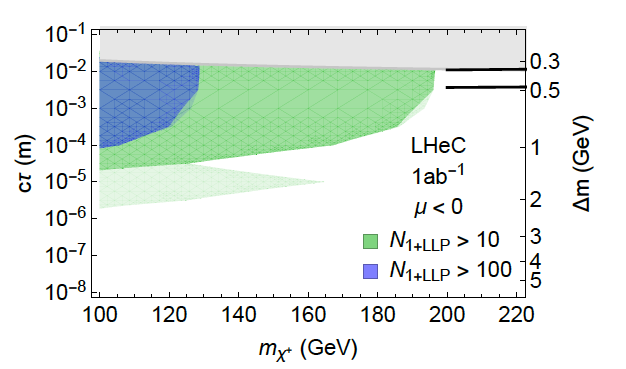 10⁻¹
10⁻²
10⁻³
10⁻⁴
10⁻⁵
10⁻⁶
10⁻⁷
10⁻⁸
cτ (m)
0.3
0.5
1
2
3
4
5
Δm (GeV)
LHeC
1ab⁻¹
μ < 0
N₁₊LLP > 10
N₁₊LLP > 100
100 120 140 160 180 200 220
mχ⁺ (GeV)